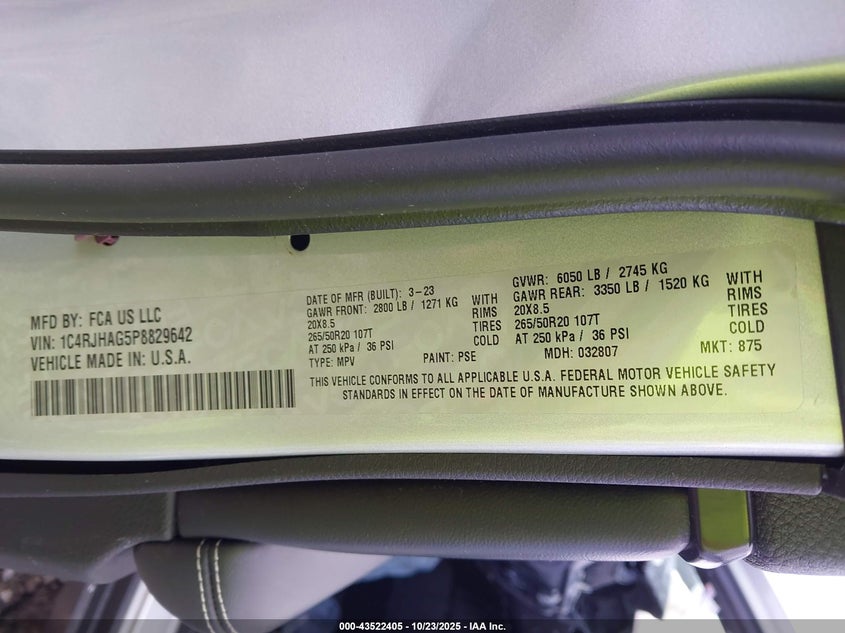 MFD BY: FCA US LLC
VIN: 1C4RJHAG5P8829642
VEHICLE MADE IN: U.S.A.
DATE OF MFR (BUILT): 3-23
GAWR FRONT: 2800 LB / 1271 KG WITH
20X8.5 RIMS
265/50R20 107T TIRES
AT 250 kPa / 36 PSI COLD
TYPE: MPV PAINT: PSE
GVWR: 6050 LB / 2745 KG
GAWR REAR: 3350 LB / 1520 KG WITH
20X8.5 RIMS
265/50R20 107T TIRES
AT 250 kPa / 36 PSI COLD
MDH: 032807 MKT: 875
THIS VEHICLE CONFORMS TO ALL APPLICABLE U.S.A. FEDERAL MOTOR VEHICLE SAFETY
STANDARDS IN EFFECT ON THE DATE OF MANUFACTURE SHOWN ABOVE.
000-43522405 - 10/23/2025 - IAA Inc.